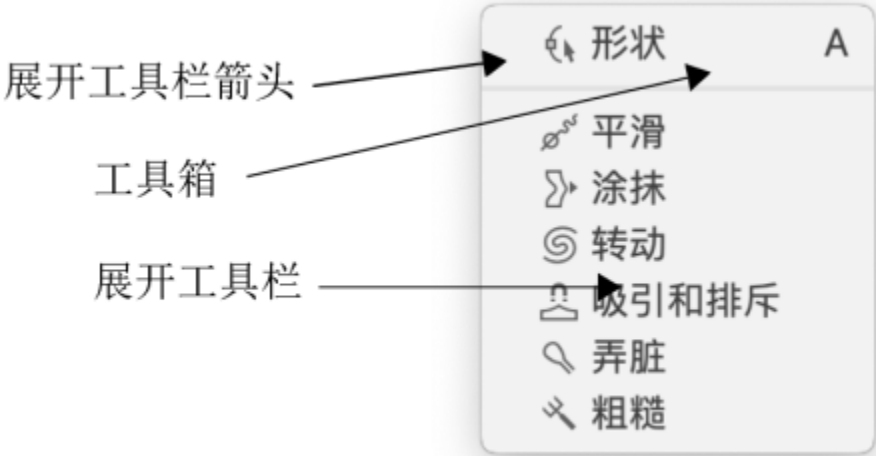 形状 A
展开工具栏箭头
平滑
工具箱
涂抹
转动
展开工具栏
吸引和排斥
弄脏
粗糙